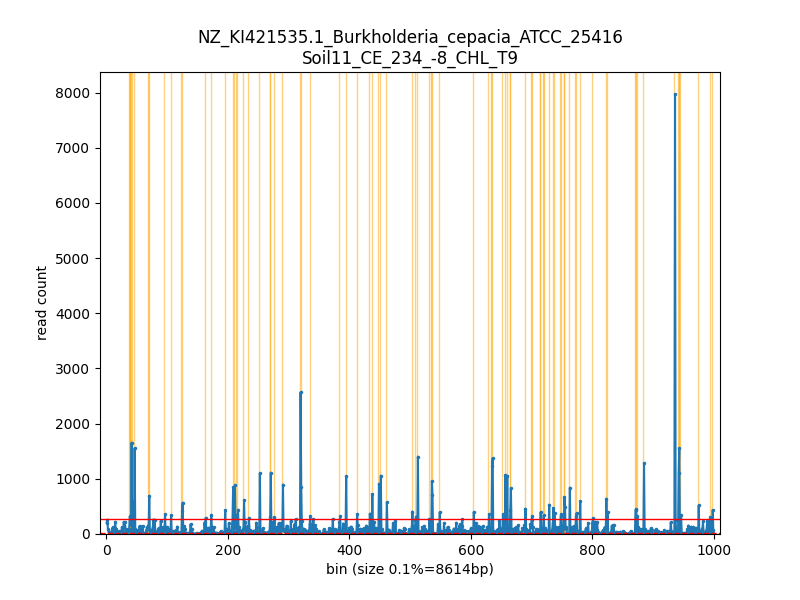 NZ_KI421535.1_Burkholderia_cepacia_ATCC_25416
Soil11_CE_234_-8_CHL_T9
8000
7000
6000
5000
4000
3000
2000
1000
0
read count
0 200 400 600 800 1000
bin (size 0.1%=8614bp)